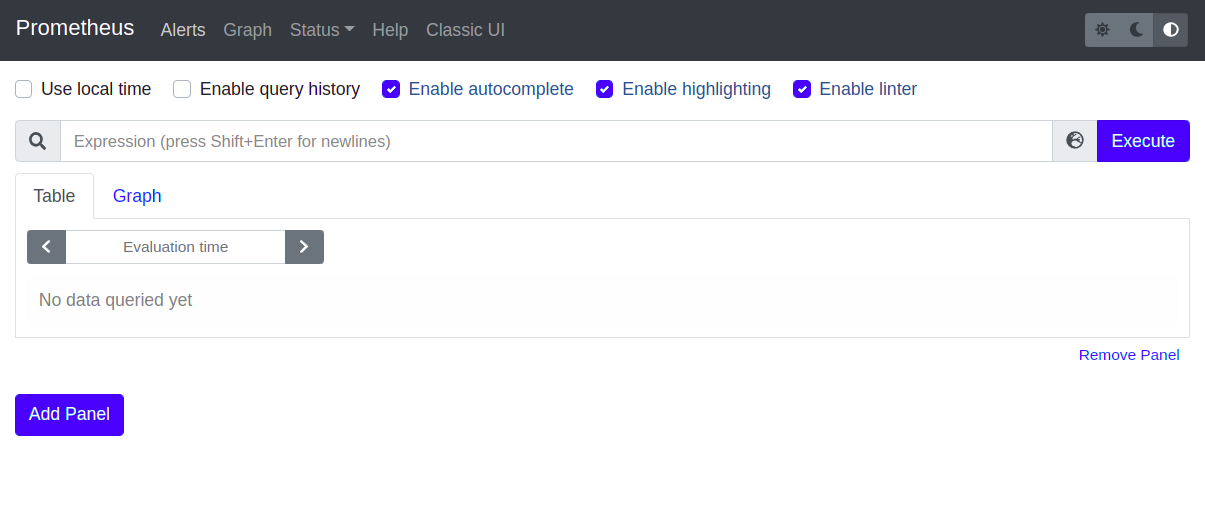 Prometheus Alerts Graph Status Help Classic UI
Use local time Enable query history Enable autocomplete Enable highlighting Enable linter
Expression (press Shift+Enter for newlines) Execute
Table Graph
Evaluation time
No data queried yet
Remove Panel
Add Panel